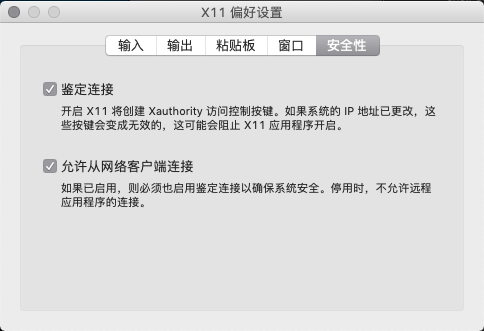 X11 偏好设置
输入 输出 粘贴板 窗口 安全性
鉴定连接
开启 X11 将创建 Xauthority 访问控制按键。如果系统的 IP 地址已更改，这
些按键会变成无效的，这可能会阻止 X11 应用程序开启。
允许从网络客户端连接
如果已启用，则必须也启用鉴定连接以确保系统安全。停用时，不允许远程
应用程序的连接。